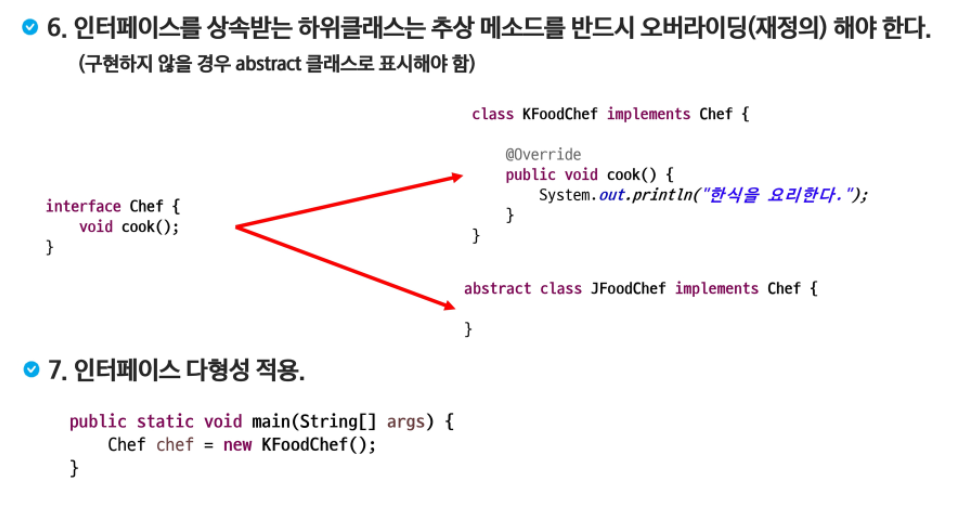 6. 인터페이스를 상속받는 하위클래스는 추상 메소드를 반드시 오버라이딩(재정의) 해야 한다.
(구현하지 않을 경우 abstract 클래스로 표시해야 함)
interface Chef {
    void cook();
}
class KFoodChef implements Chef {
    @Override
    public void cook() {
        System.out.println("한식을 요리한다.");
    }
}
abstract class JFoodChef implements Chef {
}
7. 인터페이스 다형성 적용.
public static void main(String[] args) {
    Chef chef = new KFoodChef();
}